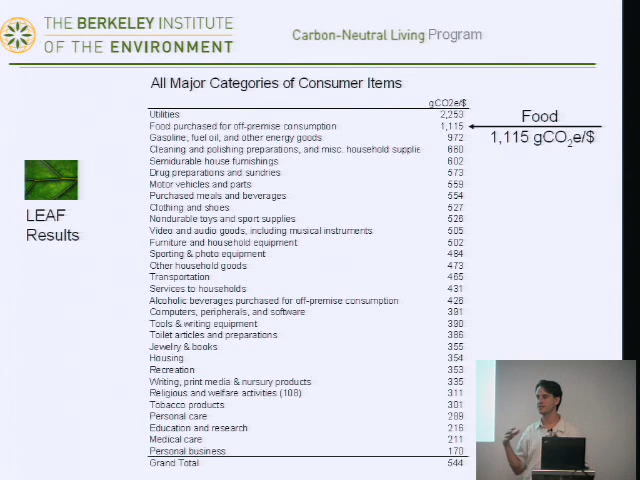 THE BERKELEY INSTITUTE
OF THE ENVIRONMENT
Carbon-Neutral Living Program
All Major Categories of Consumer Items
gCO2e/$
Utilities 2,253
Food purchased for off-premise consumption 1,115
Gasoline, fuel oil, and other energy goods 972
Cleaning and polishing preparations, and misc. household supplie 660
Semidurable house furnishings 602
Drug preparations and sundries 573
Motor vehicles and parts 559
Purchased meals and beverages 554
Clothing and shoes 527
Nondurable toys and sport supplies 526
Video and audio goods, including musical instruments 505
Furniture and household equipment 502
Sporting & photo equipment 484
Other household goods 473
Transportation 465
Services to households 431
Alcoholic beverages purchased for off-premise consumption 426
Computers, peripherals, and software 391
Tools & writing equipment 390
Toilet articles and preparations 386
Jewelry & books 355
Housing 354
Recreation 353
Writing, print media & nursury products 335
Religious and welfare activities (108) 311
Tobacco products 301
Personal care 289
Education and research 216
Medical care 211
Personal business 170
Grand Total 544
Food
1,115 gCO2e/$
LEAF
Results